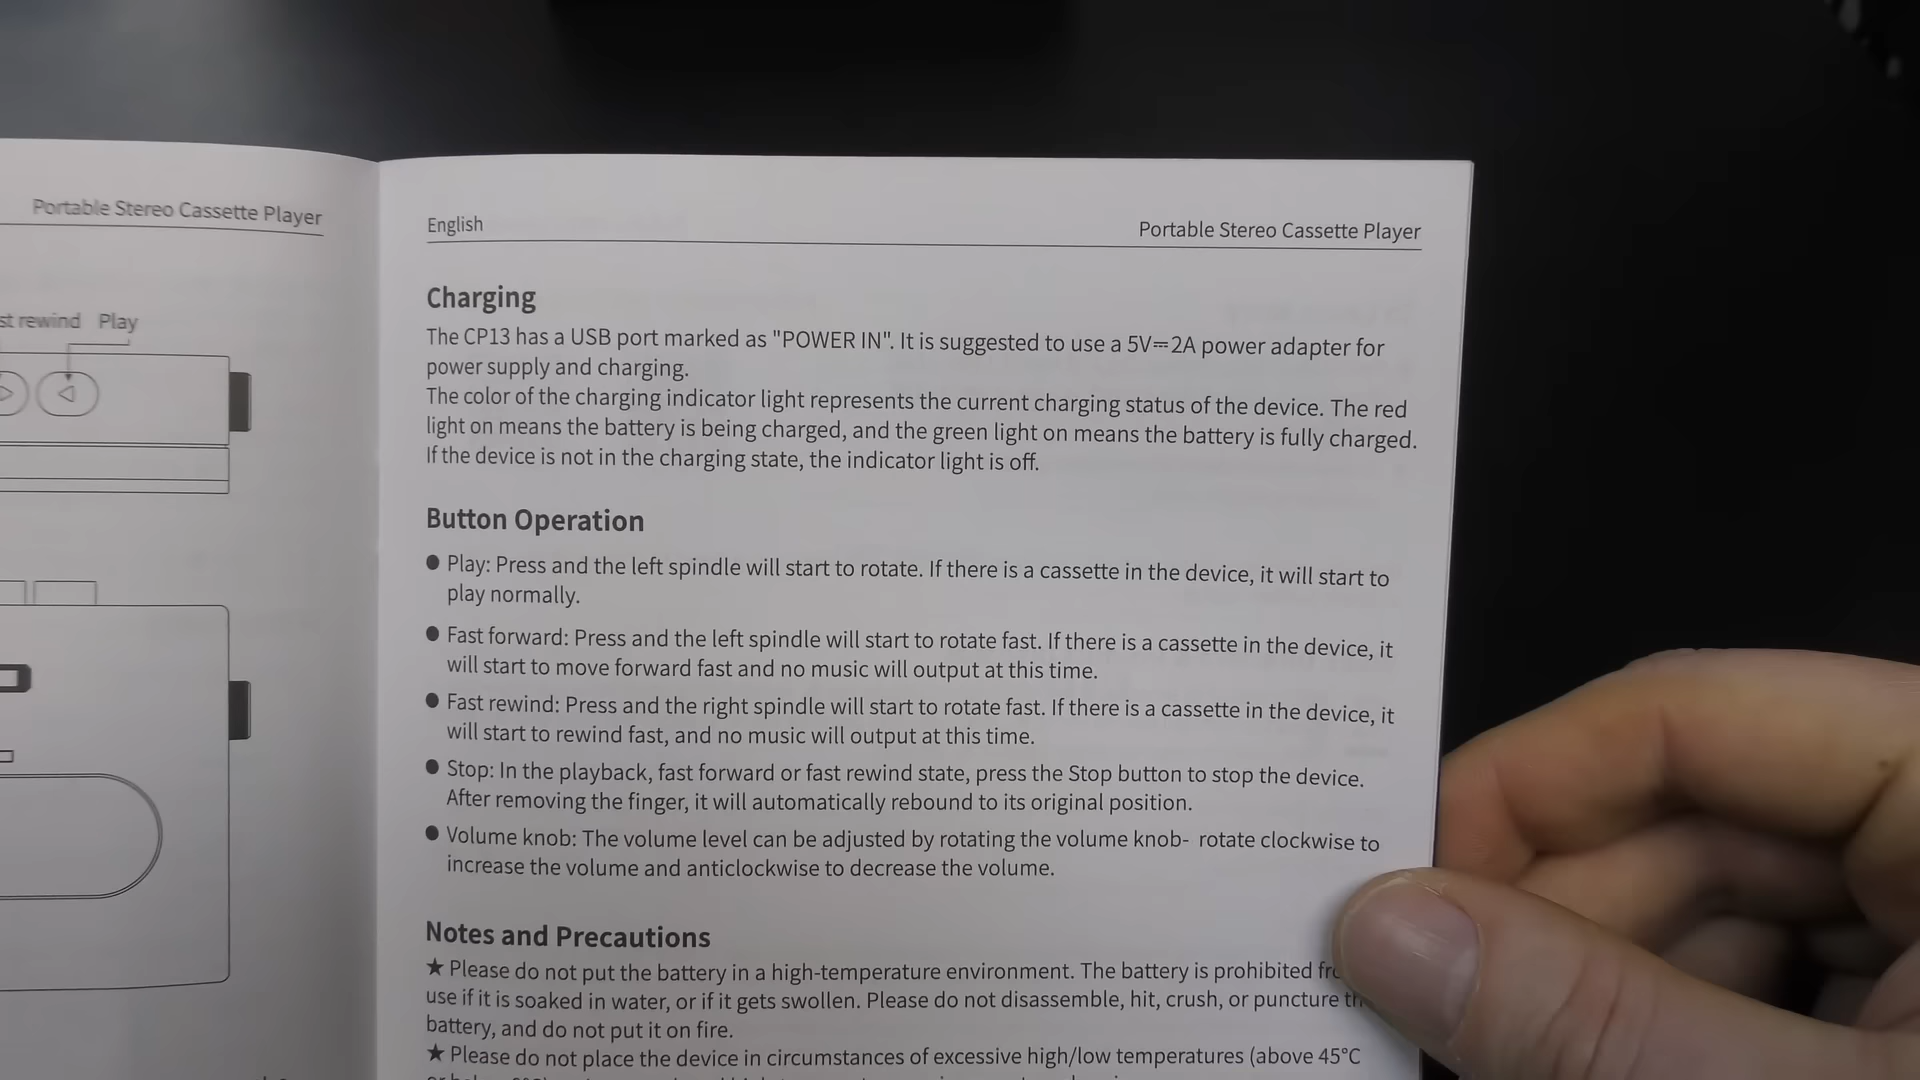 Portable Stereo Cassette Player
rewind Play
English
Portable Stereo Cassette Player
Charging
The CP13 has a USB port marked as "POWER IN". It is suggested to use a 5V⎓2A power adapter for
power supply and charging.
The color of the charging indicator light represents the current charging status of the device. The red
light on means the battery is being charged, and the green light on means the battery is fully charged.
If the device is not in the charging state, the indicator light is off.
Button Operation
● Play: Press and the left spindle will start to rotate. If there is a cassette in the device, it will start to
play normally.
● Fast forward: Press and the left spindle will start to rotate fast. If there is a cassette in the device, it
will start to move forward fast and no music will output at this time.
● Fast rewind: Press and the right spindle will start to rotate fast. If there is a cassette in the device, it
will start to rewind fast, and no music will output at this time.
● Stop: In the playback, fast forward or fast rewind state, press the Stop button to stop the device.
After removing the finger, it will automatically rebound to its original position.
● Volume knob: The volume level can be adjusted by rotating the volume knob- rotate clockwise to
increase the volume and anticlockwise to decrease the volume.
Notes and Precautions
★ Please do not put the battery in a high-temperature environment. The battery is prohibited
use if it is soaked in water, or if it gets swollen. Please do not disassemble, hit, crush, or puncture
battery, and do not put it on fire.
★ Please do not place the device in circumstances of excessive high/low temperatures (above 45°C